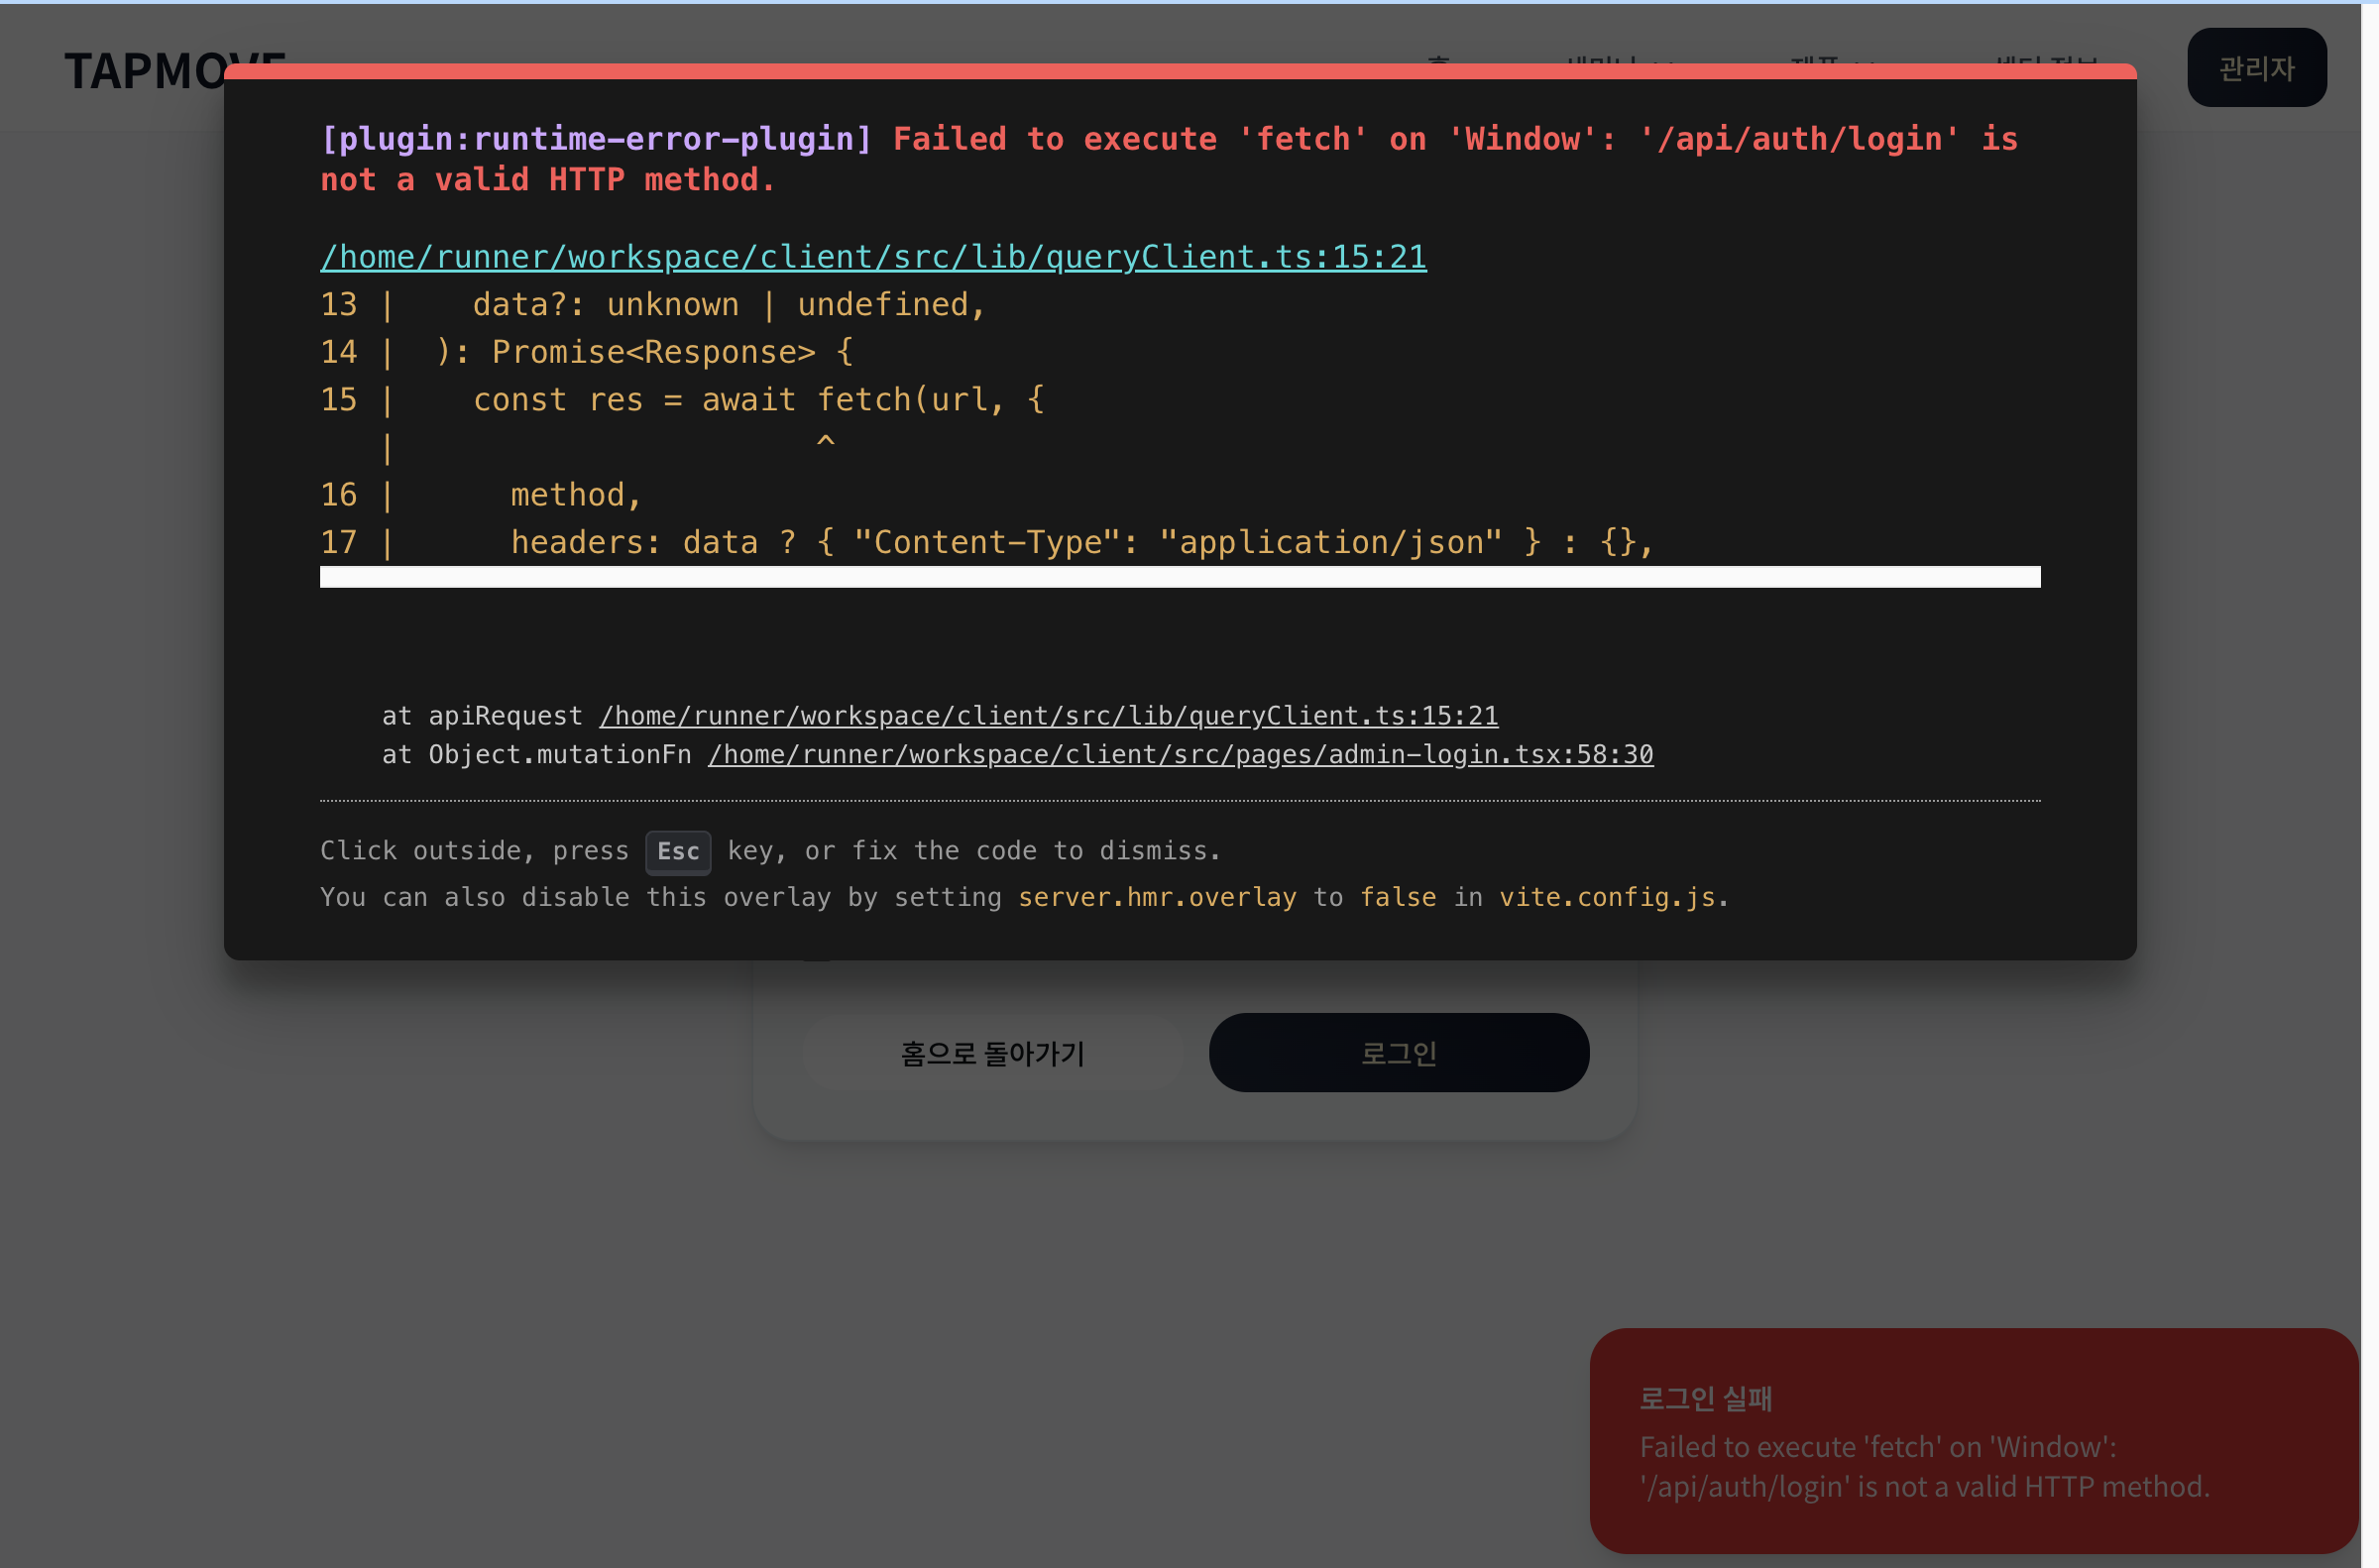 관리자
[plugin:runtime-error-plugin] Failed to execute 'fetch' on 'Window': '/api/auth/login' is
not a valid HTTP method.
/home/runner/workspace/client/src/lib/queryClient.ts:15:21
13 |    data?: unknown | undefined,
14 |  ): Promise<Response> {
15 |    const res = await fetch(url, {
   |                      ^
16 |      method,
17 |      headers: data ? { "Content-Type": "application/json" } : {},
at apiRequest /home/runner/workspace/client/src/lib/queryClient.ts:15:21
at Object.mutationFn /home/runner/workspace/client/src/pages/admin-login.tsx:58:30
Click outside, press Esc key, or fix the code to dismiss.
You can also disable this overlay by setting server.hmr.overlay to false in vite.config.js.
홈으로 돌아가기 로그인
로그인 실패
Failed to execute 'fetch' on 'Window':
'/api/auth/login' is not a valid HTTP method.